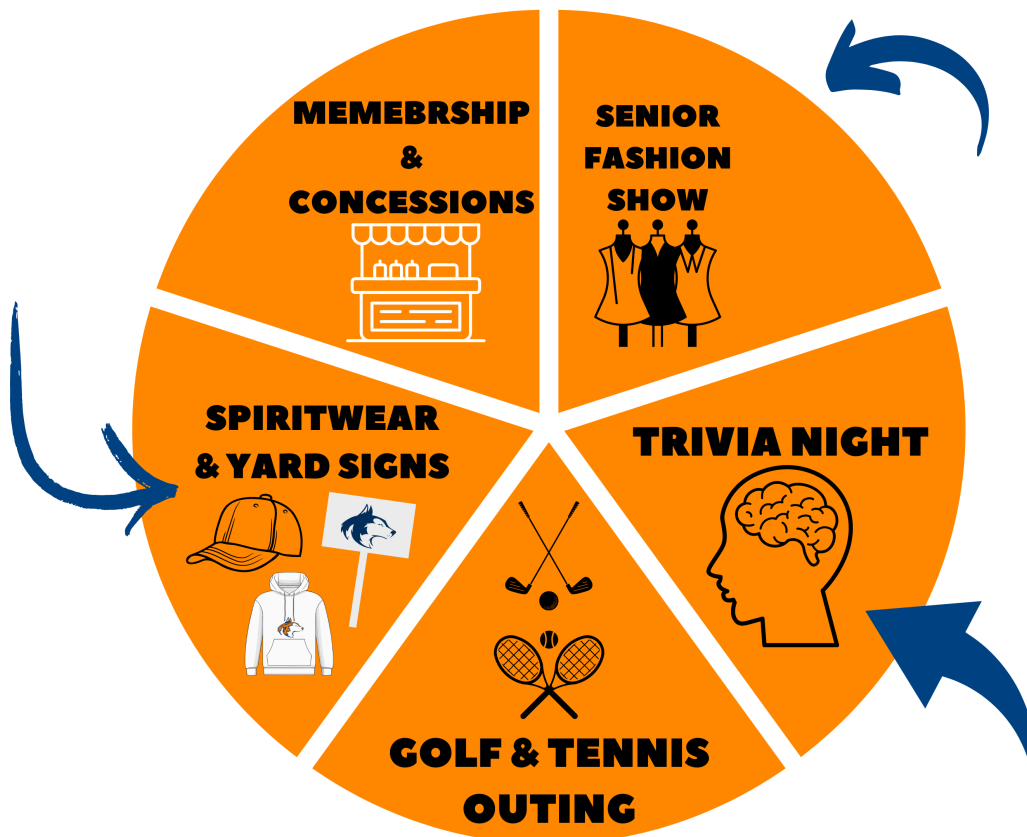 MEMEBRSHIP
&
CONCESSIONS
SENIOR
FASHION
SHOW
SPIRITWEAR
& YARD SIGNS
TRIVIA NIGHT
GOLF & TENNIS
OUTING